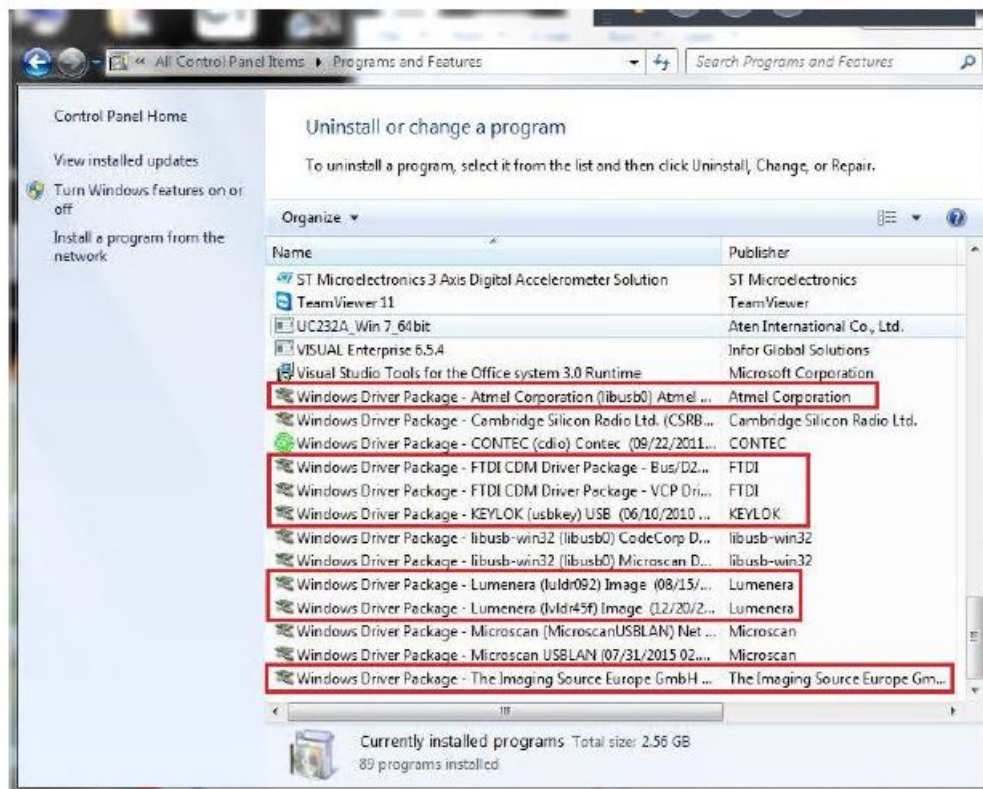 « All Control Panel Items ▸ Programs and Features
Search Programs and Features
Control Panel Home
View installed updates
Turn Windows features on or
off
Install a program from the
network
Uninstall or change a program
To uninstall a program, select it from the list and then click Uninstall, Change, or Repair.
Organize
Name Publisher
ST Microelectronics 3 Axis Digital Accelerometer Solution ST Microelectronics
TeamViewer 11 TeamViewer
UC232A_Win 7_64bit Aten International Co., Ltd.
VISUAL Enterprise 6.5.4 Infor Global Solutions
Visual Studio Tools for the Office system 3.0 Runtime Microsoft Corporation
Windows Driver Package - Atmel Corporation (libusb0) Atmel ... Atmel Corporation
Windows Driver Package - Cambridge Silicon Radio Ltd. (CSRB... Cambridge Silicon Radio Ltd.
Windows Driver Package - CONTEC (cdio) Contec (09/22/2011... CONTEC
Windows Driver Package - FTDI CDM Driver Package - Bus/D2... FTDI
Windows Driver Package - FTDI CDM Driver Package - VCP Dri... FTDI
Windows Driver Package - KEYLOK (usbkey) USB (06/10/2010 ... KEYLOK
Windows Driver Package - libusb-win32 (libusb0) CodeCorp D... libusb-win32
Windows Driver Package - libusb-win32 (libusb0) Microscan D... libusb-win32
Windows Driver Package - Lumenera (luldr092) Image (08/15/... Lumenera
Windows Driver Package - Lumenera (lvldr45f) Image (12/20/2... Lumenera
Windows Driver Package - Microscan (MicroscanUSBLAN) Net ... Microscan
Windows Driver Package - Microscan USBLAN (07/31/2015 02.... Microscan
Windows Driver Package - The Imaging Source Europe GmbH ... The Imaging Source Europe Gm...
Currently installed programs Total size: 2.56 GB
89 programs installed